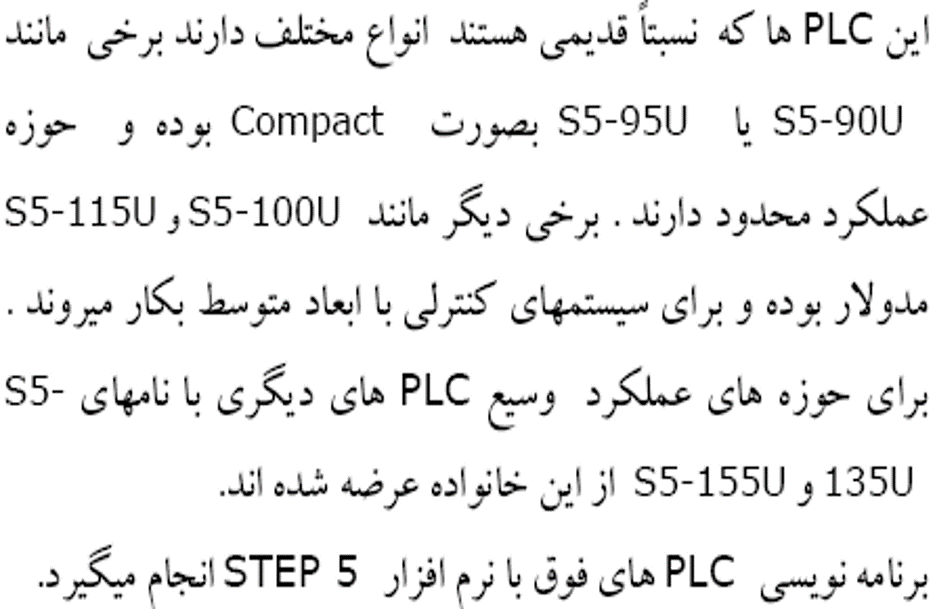 این PLC ها که نسبتاً قدیمی هستند انواع مختلف دارند برخی مانند
S5-90U یا S5-95U بصورت Compact بوده و حوزه
عملکرد محدود دارند . برخی دیگر مانند S5-100U و S5-115U
مدولار بوده و برای سیستمهای کنترلی با ابعاد متوسط بکار میروند .
برای حوزه های عملکرد وسیع PLC های دیگری با نامهای S5-
135U و S5-155U از این خانواده عرضه شده اند.
برنامه نویسی PLC های فوق با نرم افزار STEP 5 انجام میگیرد.